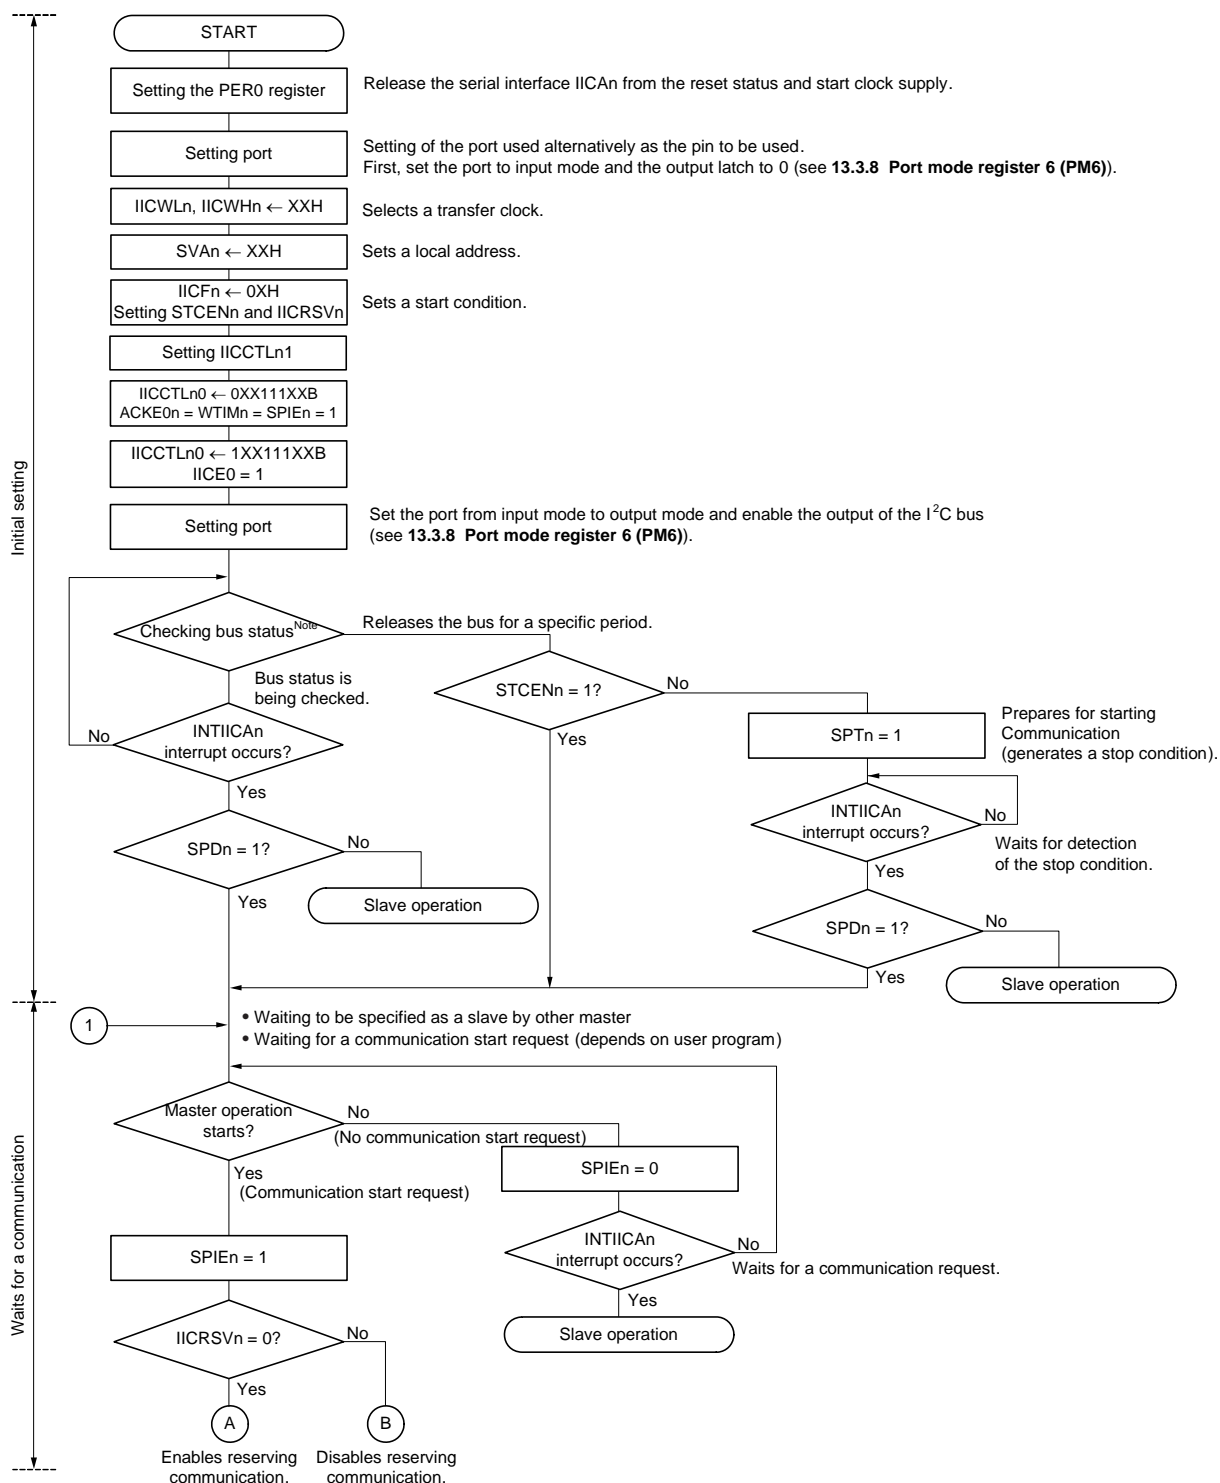 START
Setting the PER0 register
Release the serial interface IICAn from the reset status and start clock supply.
Setting port
Setting of the port used alternatively as the pin to be used.
First, set the port to input mode and the output latch to 0 (see 13.3.8 Port mode register 6 (PM6)).
IICWLn, IICWHn ← XXH
Selects a transfer clock.
SVAn ← XXH
Sets a local address.
IICFn ← 0XH
Setting STCENn and IICRSVn
Sets a start condition.
Setting IICCTLn1
IICCTLn0 ← 0XX111XXB
ACKE0n = WTIMn = SPIEn = 1
IICCTLn0 ← 1XX111XXB
IICE0 = 1
Initial setting
Setting port
Set the port from input mode to output mode and enable the output of the I2C bus
(see 13.3.8 Port mode register 6 (PM6)).
Checking bus statusNote
Releases the bus for a specific period.
Bus status is
being checked.
STCENn = 1?
No
Yes
SPTn = 1
Prepares for starting
Communication
(generates a stop condition).
No
INTIICAn
interrupt occurs?
Yes
INTIICAn
interrupt occurs?
No
Waits for detection
of the stop condition.
Yes
SPDn = 1?
No
Yes
Slave operation
SPDn = 1?
No
Yes
Slave operation
1
• Waiting to be specified as a slave by other master
• Waiting for a communication start request (depends on user program)
Waits for a communication
Master operation
starts?
No
(No communication start request)
Yes
(Communication start request)
SPIEn = 0
SPIEn = 1
INTIICAn
interrupt occurs?
No
Waits for a communication request.
Yes
Slave operation
IICRSVn = 0?
No
Yes
A
B
Enables reserving
communication.
Disables reserving
communication.